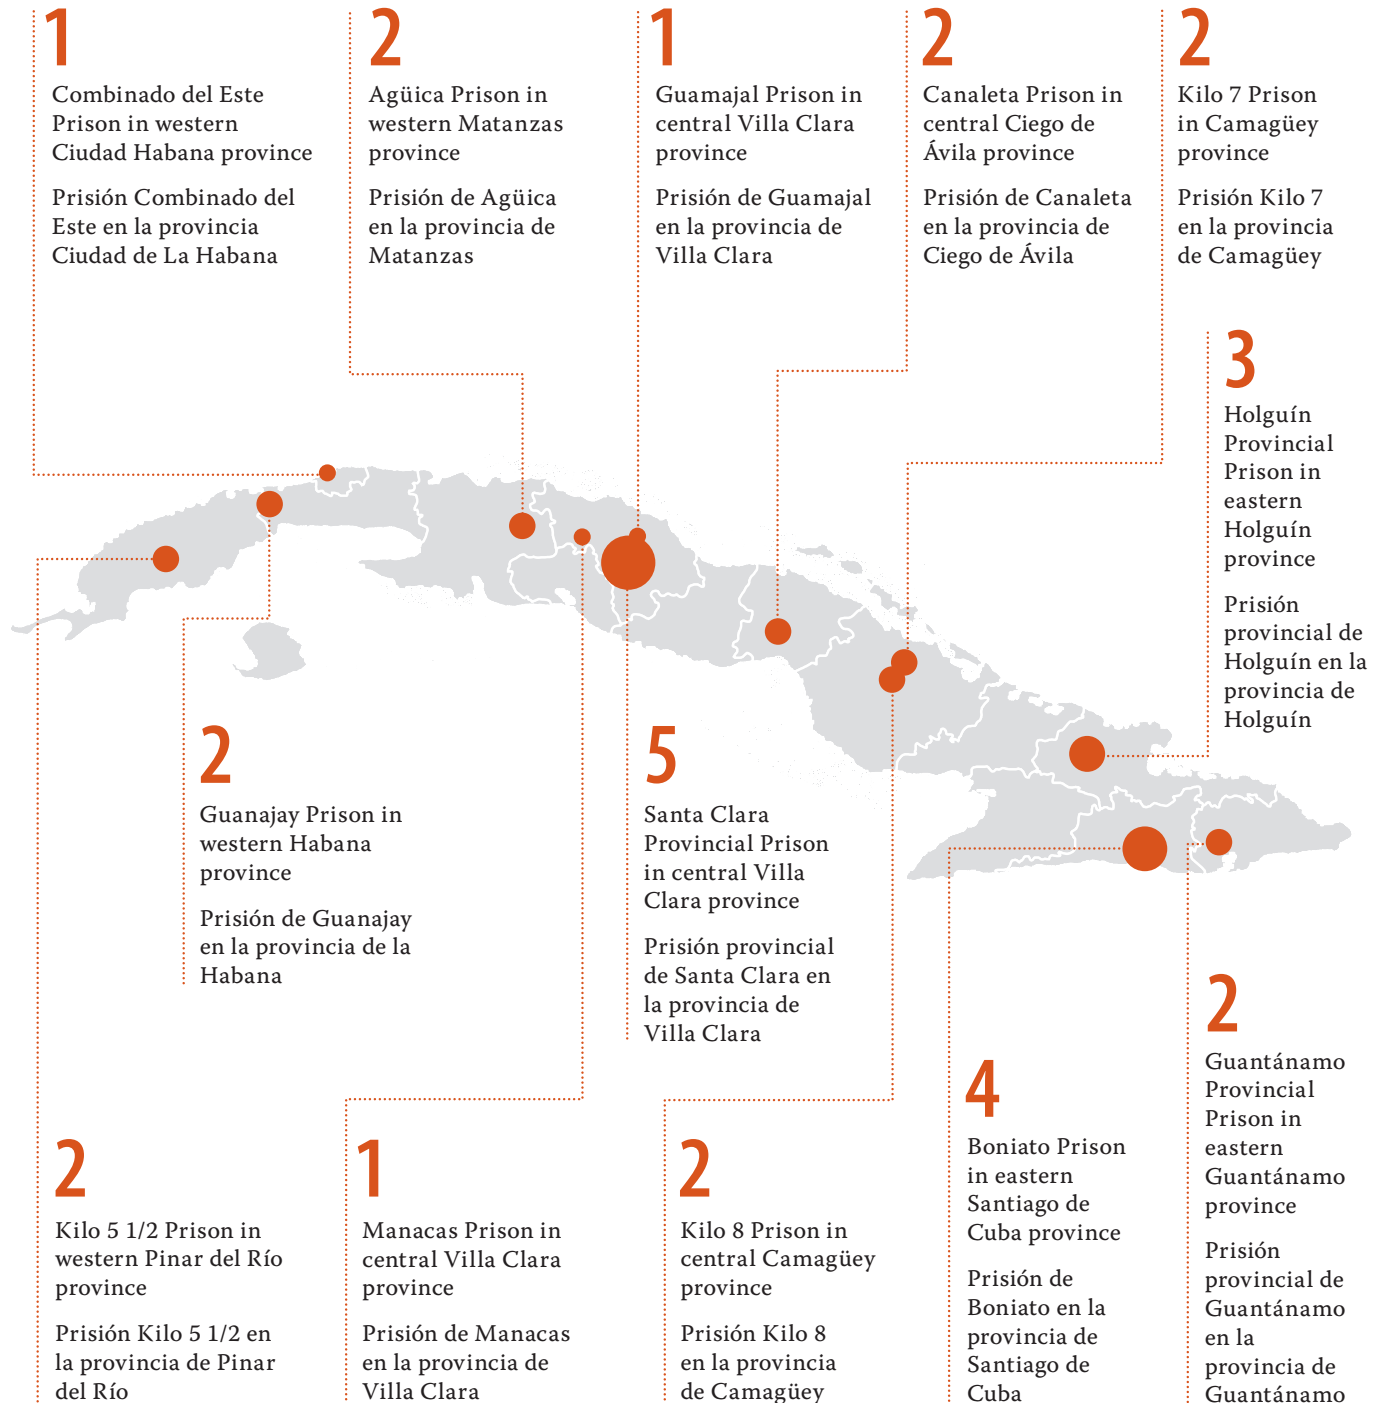 1
Combinado del Este
Prison in western
Ciudad Habana province
Prisión Combinado del
Este en la provincia
Ciudad de La Habana
2
Agüica Prison in
western Matanzas
province
Prisión de Agüica
en la provincia de
Matanzas
1
Guamajal Prison in
central Villa Clara
province
Prisión de Guamajal
en la provincia de
Villa Clara
2
Canaleta Prison in
central Ciego de
Ávila province
Prisión de Canaleta
en la provincia de
Ciego de Ávila
2
Kilo 7 Prison
in Camagüey
province
Prisión Kilo 7
en la provincia
de Camagüey
3
Holguín
Provincial
Prison in
eastern
Holguín
province
Prisión
provincial de
Holguín en la
provincia de
Holguín
2
Guanajay Prison in
western Habana
province
Prisión de Guanajay
en la provincia de la
Habana
5
Santa Clara
Provincial Prison
in central Villa
Clara province
Prisión provincial
de Santa Clara en
la provincia de
Villa Clara
2
Kilo 5 1/2 Prison in
western Pinar del Río
province
Prisión Kilo 5 1/2 en
la provincia de Pinar
del Río
1
Manacas Prison in
central Villa Clara
province
Prisión de Manacas
en la provincia de
Villa Clara
2
Kilo 8 Prison in
central Camagüey
province
Prisión Kilo 8
en la provincia
de Camagüey
4
Boniato Prison
in eastern
Santiago de
Cuba province
Prisión de
Boniato en la
provincia de
Santiago de
Cuba
2
Guantánamo
Provincial
Prison in
eastern
Guantánamo
province
Prisión
provincial de
Guantánamo
en la
provincia de
Guantánamo